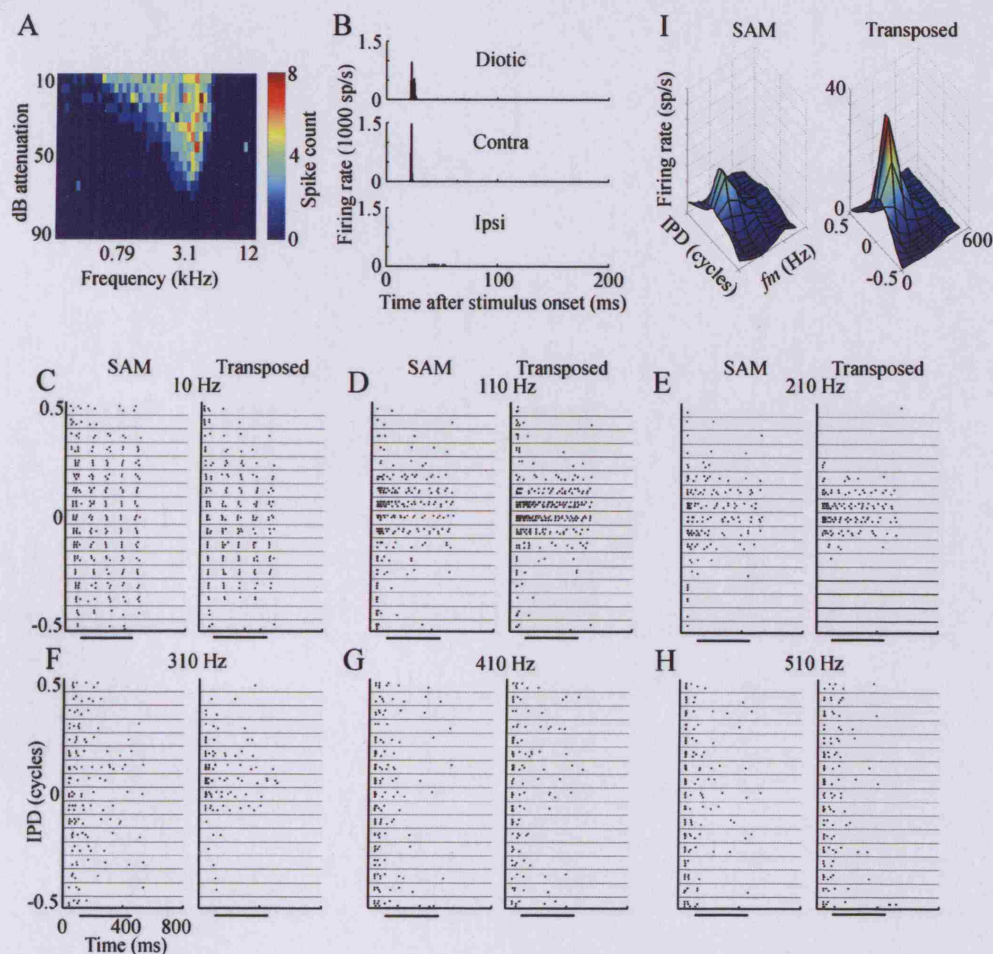 A
10
50
90
dB attenuation
0.79
3.1
12
Frequency (kHz)
8
4
0
Spike count
B
1.5
0
Diotic
1.5
0
Contra
1.5
0
Ipsi
Firing rate (1000 sp/s)
0
100
200
Time after stimulus onset (ms)
I
SAM
Transposed
Firing rate (sp/s)
40
0
0.5
0
-0.5
0
600
IPD (cycles)
fm (Hz)
C
SAM
Transposed
10 Hz
0.5
0
-0.5
D
SAM
Transposed
110 Hz
E
SAM
Transposed
210 Hz
F
310 Hz
0.5
0
-0.5
IPD (cycles)
0
400
800
Time (ms)
G
410 Hz
H
510 Hz